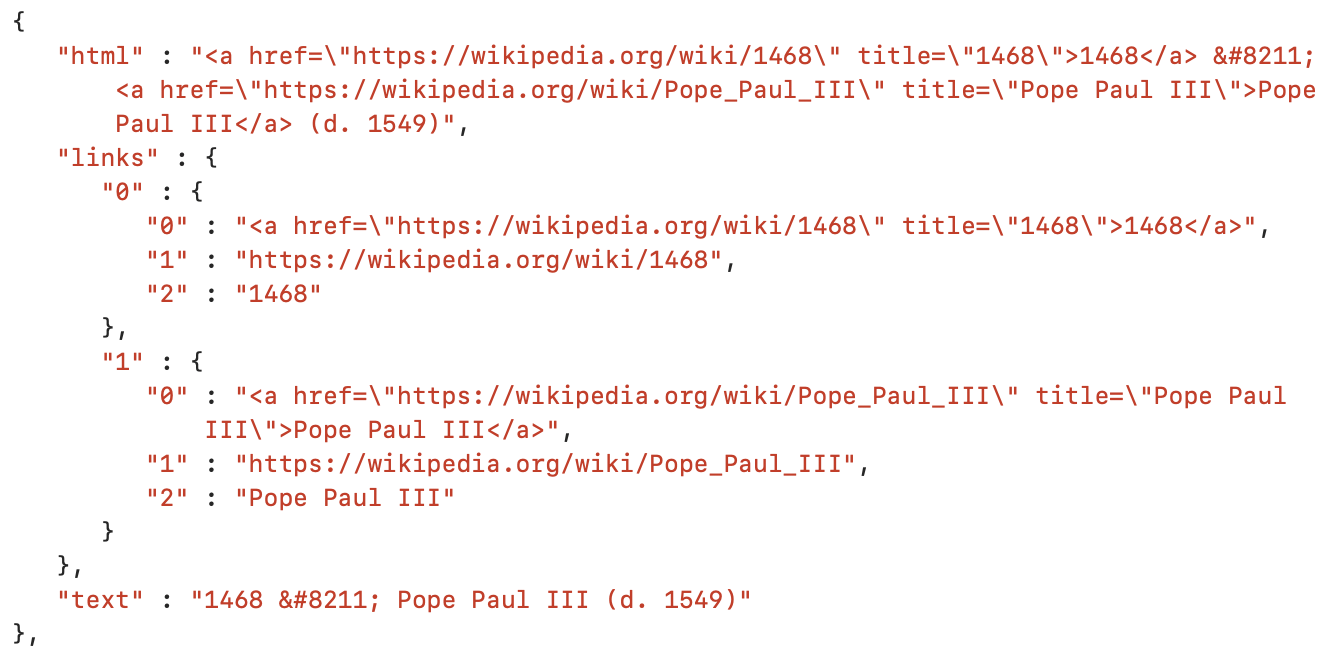 {
   "html" : "<a href=\"https://wikipedia.org/wiki/1468\" title=\"1468\">1468</a> &#8211;
       <a href=\"https://wikipedia.org/wiki/Pope_Paul_III\" title=\"Pope Paul III\">Pope
       Paul III</a> (d. 1549)",
   "links" : {
      "0" : {
         "0" : "<a href=\"https://wikipedia.org/wiki/1468\" title=\"1468\">1468</a>",
         "1" : "https://wikipedia.org/wiki/1468",
         "2" : "1468"
      },
      "1" : {
         "0" : "<a href=\"https://wikipedia.org/wiki/Pope_Paul_III\" title=\"Pope Paul
             III\">Pope Paul III</a>",
         "1" : "https://wikipedia.org/wiki/Pope_Paul_III",
         "2" : "Pope Paul III"
      }
   },
   "text" : "1468 &#8211; Pope Paul III (d. 1549)"
},